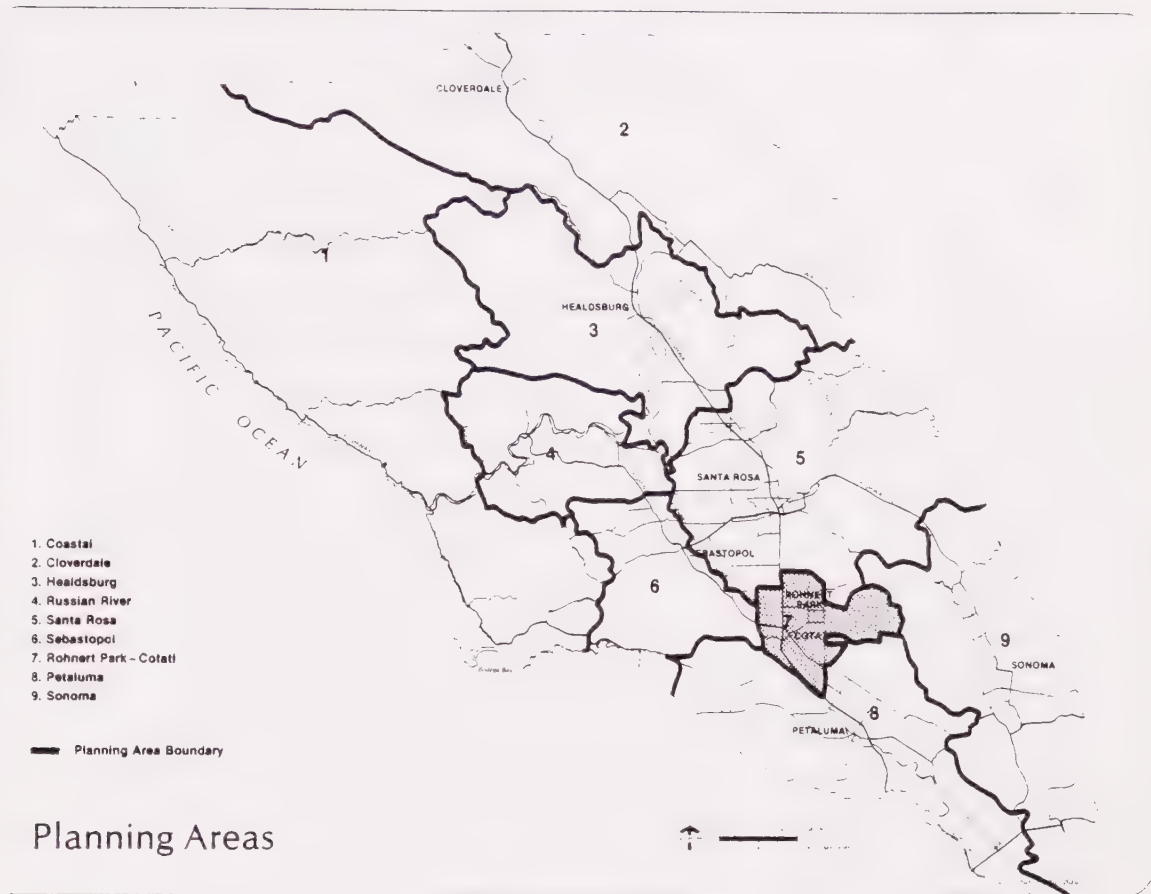 CLOVERDALE
2
1
HEALDSBURG
3
PACIFIC OCEAN
4
5
SANTA ROSA
6
ROHNERT
PARK
7
9
SONOMA
8
PETALUMA
1. Coastal
2. Cloverdale
3. Healdsburg
4. Russian River
5. Santa Rosa
6. Sebastopol
7. Rohnert Park - Cotati
8. Petaluma
9. Sonoma
Planning Area Boundary
Planning Areas